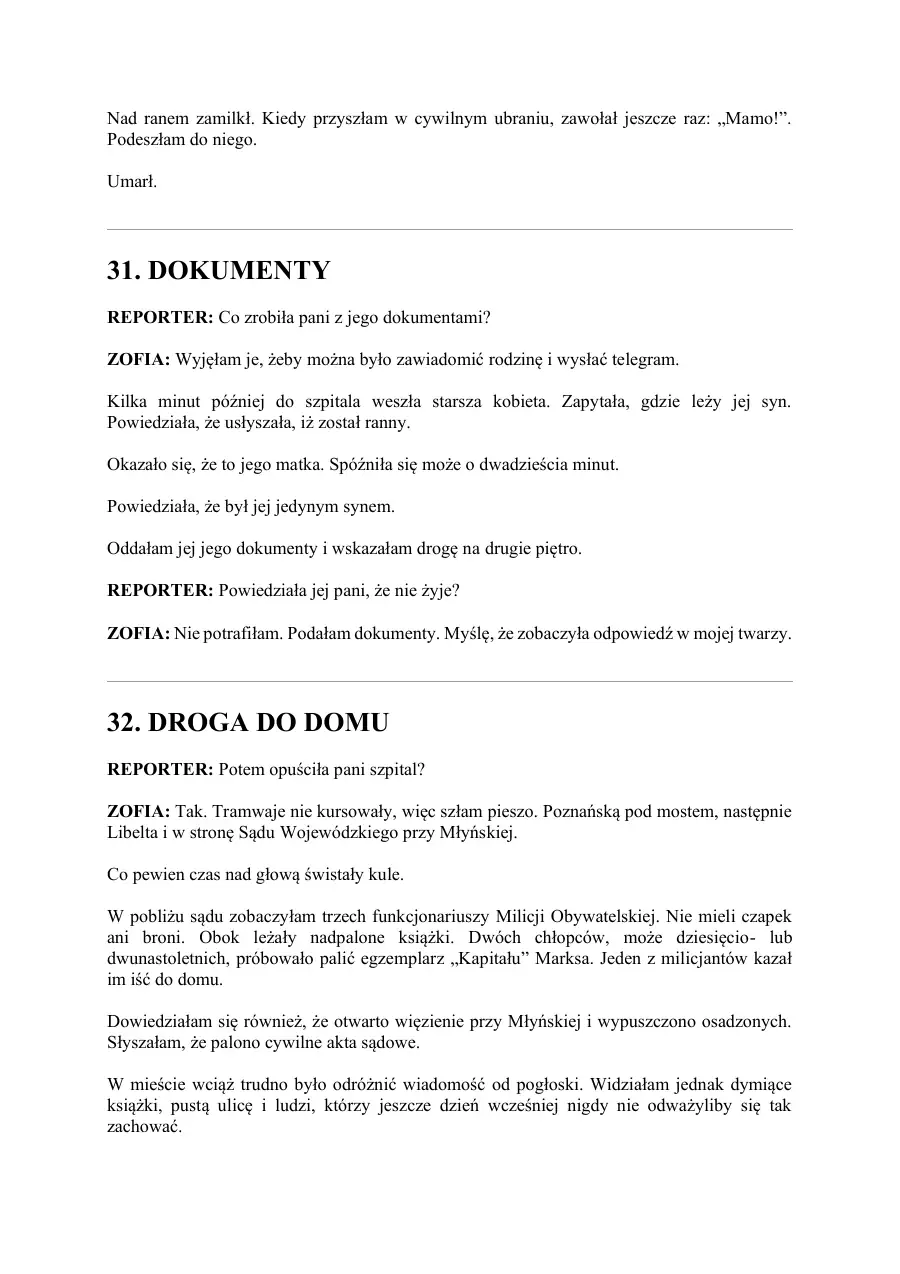 Nad ranem zamilkł. Kiedy przyszłam w cywilnym ubraniu, zawołał jeszcze raz: „Mamo!”.
Podeszłam do niego.
Umarł.
31. DOKUMENTY
REPORTER: Co zrobiła pani z jego dokumentami?
ZOFIA: Wyjęłam je, żeby można było zawiadomić rodzinę i wysłać telegram.
Kilka minut później do szpitala weszła starsza kobieta. Zapytała, gdzie leży jej syn.
Powiedziała, że usłyszała, iż został ranny.
Okazało się, że to jego matka. Spóźniła się może o dwadzieścia minut.
Powiedziała, że był jej jedynym synem.
Oddałam jej jego dokumenty i wskazałam drogę na drugie piętro.
REPORTER: Powiedziała jej pani, że nie żyje?
ZOFIA: Nie potrafiłam. Podałam dokumenty. Myślę, że zobaczyła odpowiedź w mojej twarzy.
32. DROGA DO DOMU
REPORTER: Potem opuściła pani szpital?
ZOFIA: Tak. Tramwaje nie kursowały, więc szłam pieszo. Poznańską pod mostem, następnie
Libelta i w stronę Sądu Wojewódzkiego przy Młyńskiej.
Co pewien czas nad głową świstały kule.
W pobliżu sądu zobaczyłam trzech funkcjonariuszy Milicji Obywatelskiej. Nie mieli czapek
ani broni. Obok leżały nadpalone książki. Dwóch chłopców, może dziesięcio- lub
dwunastoletnich, próbowało palić egzemplarz „Kapitału” Marksa. Jeden z milicjantów kazał
im iść do domu.
Dowiedziałam się również, że otwarto więzienie przy Młyńskiej i wypuszczono osadzonych.
Słyszałam, że palono cywilne akta sądowe.
W mieście wciąż trudno było odróżnić wiadomość od pogłoski. Widziałam jednak dymiące
książki, pustą ulicę i ludzi, którzy jeszcze dzień wcześniej nigdy nie odważyliby się tak
zachować.